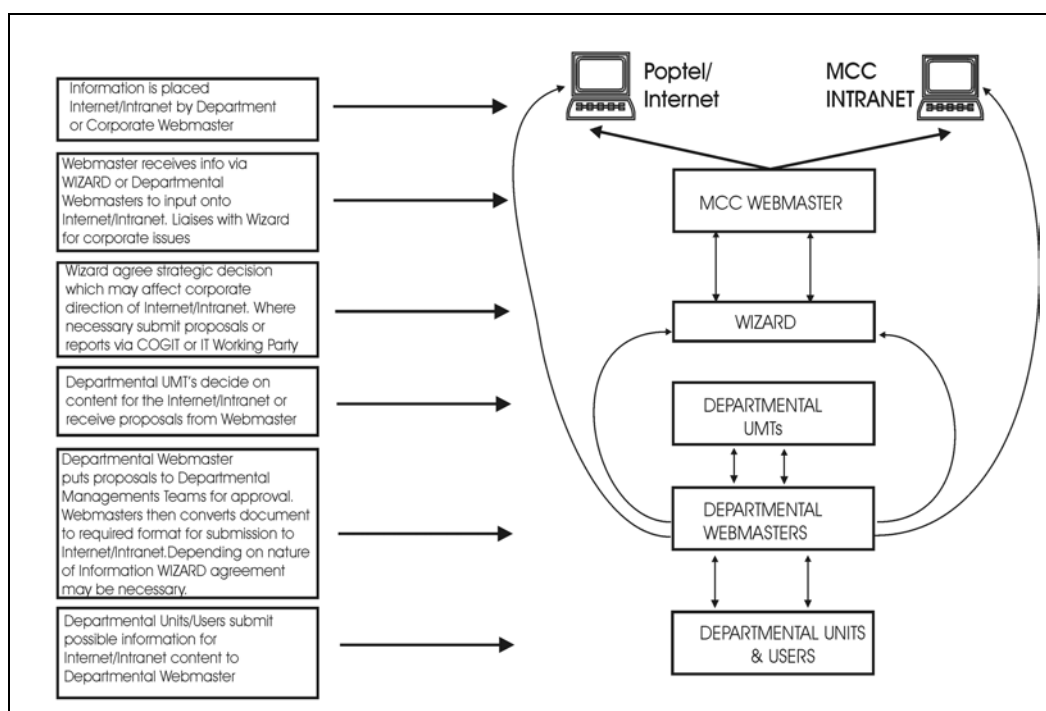 Information is placed
Internet/Intranet by Department
or Corporate Webmaster
Poptel/
Internet
MCC
INTRANET
Webmaster receives info via
WIZARD or Departmental
Webmasters to input onto
Internet/Intranet. Liaises with Wizard
for corporate issues
MCC WEBMASTER
Wizard agree strategic decision
which may affect corporate
direction of Internet/Intranet. Where
necessary submit proposals or
reports via COGIT or IT Working Party
WIZARD
Departmental UMT's decide on
content for the Internet/Intranet or
receive proposals from Webmaster
DEPARTMENTAL
UMTs
Departmental Webmaster
puts proposals to Departmental
Managements Teams for approval.
Webmasters then converts document
to required format for submission to
Internet/Intranet.Depending on nature
of Information WIZARD agreement
may be necessary.
DEPARTMENTAL
WEBMASTERS
Departmental Units/Users submit
possible information for
Internet/Intranet content to
Departmental Webmaster
DEPARTMENTAL UNITS
& USERS